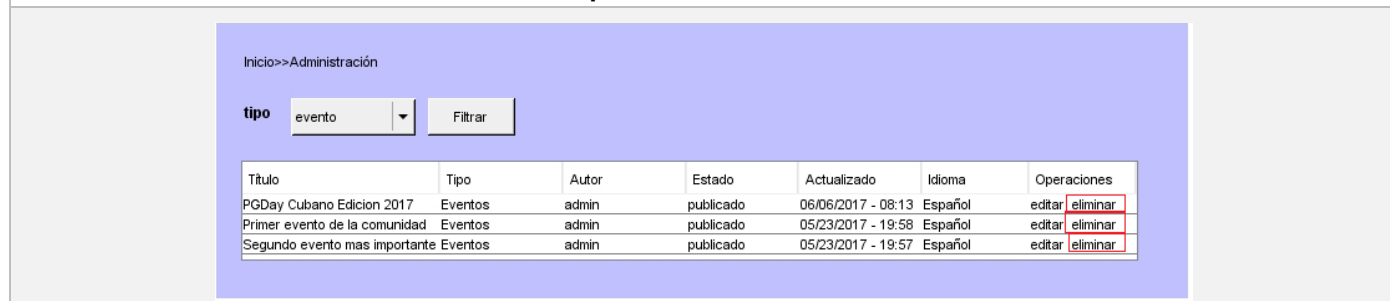 Inicio>>Administración
tipo evento Filtrar
Título Tipo Autor Estado Actualizado Idioma Operaciones
PGDay Cubano Edicion 2017 Eventos admin publicado 06/06/2017 - 08:13 Español editar eliminar
Primer evento de la comunidad Eventos admin publicado 05/23/2017 - 19:58 Español editar eliminar
Segundo evento mas importante Eventos admin publicado 05/23/2017 - 19:57 Español editar eliminar